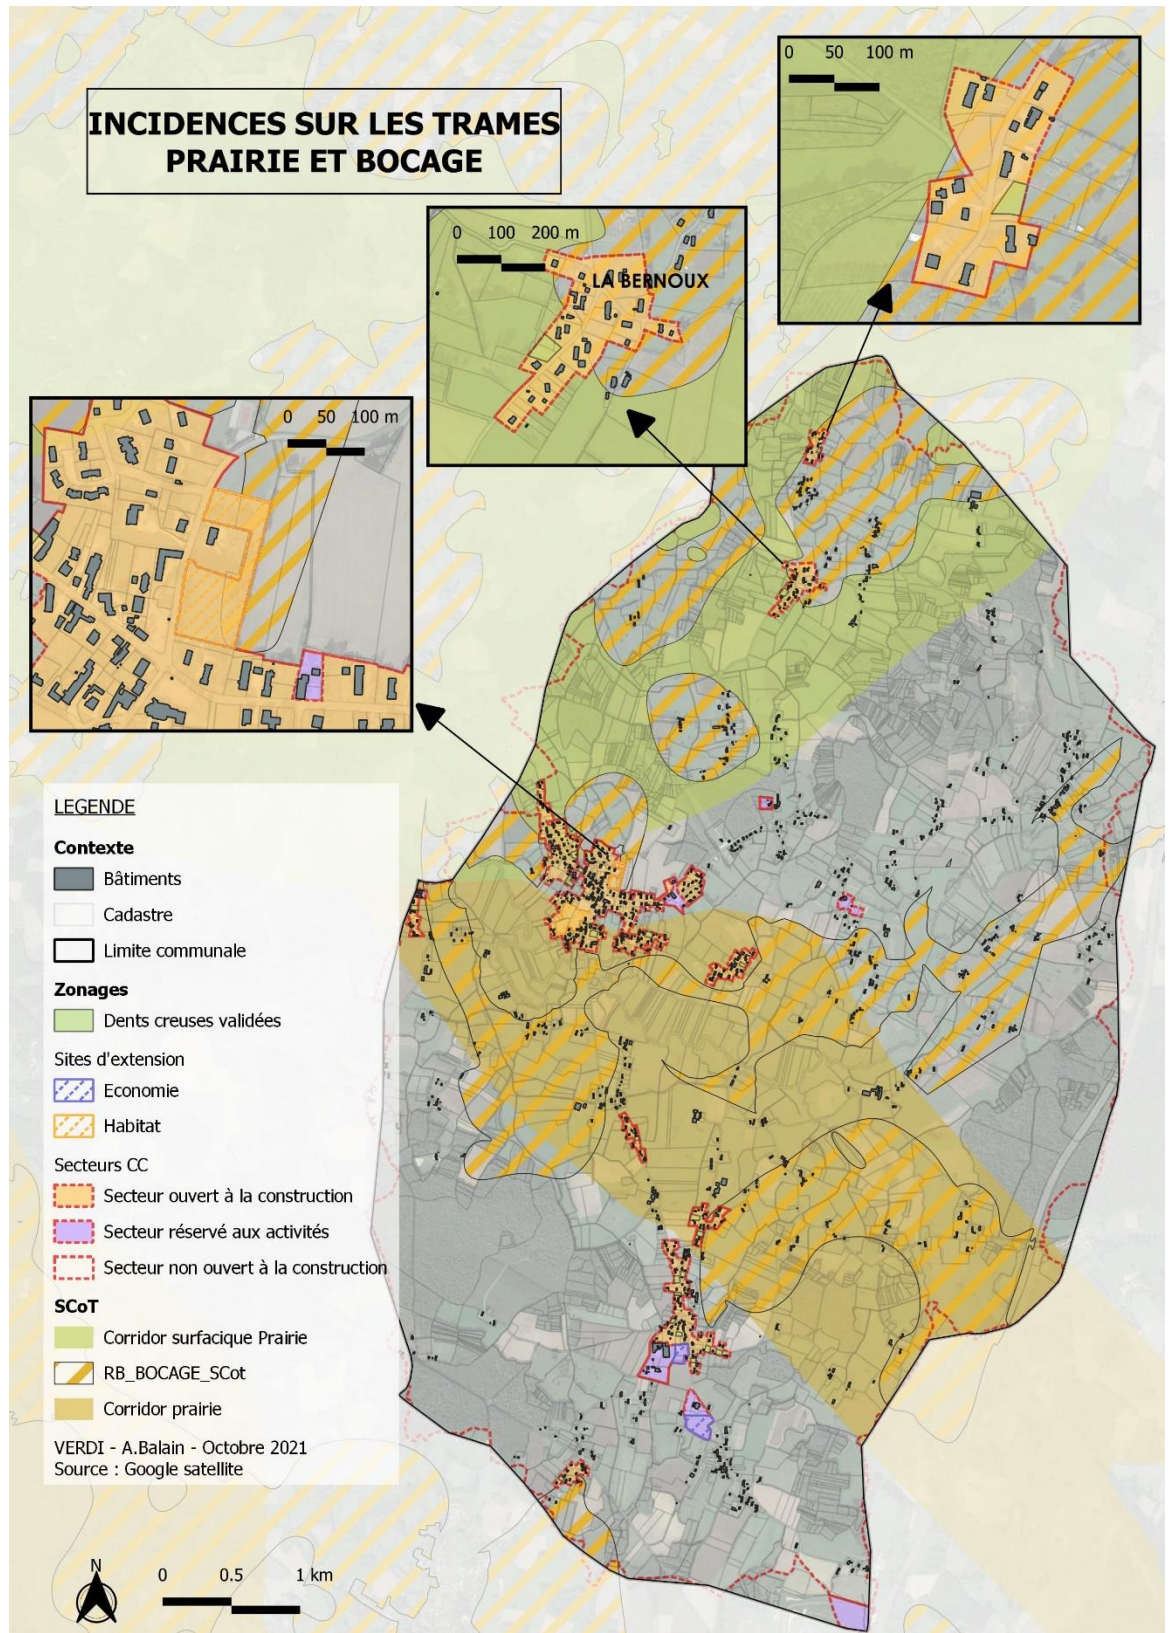 INCIDENCES SUR LES TRAMES
PRAIRIE ET BOCAGE
0 50 100 m
0 100 200 m
LA BERNOUX
0 50 100 m
LEGENDE
Contexte
Bâtiments
Cadastre
Limite communale
Zonages
Dents creuses validées
Sites d'extension
Economie
Habitat
Secteurs CC
Secteur ouvert à la construction
Secteur réservé aux activités
Secteur non ouvert à la construction
SCoT
Corridor surfacique Prairie
RB_BOCAGE_SCot
Corridor prairie
VERDI - A.Balain - Octobre 2021
Source : Google satellite
N
0 0.5 1 km